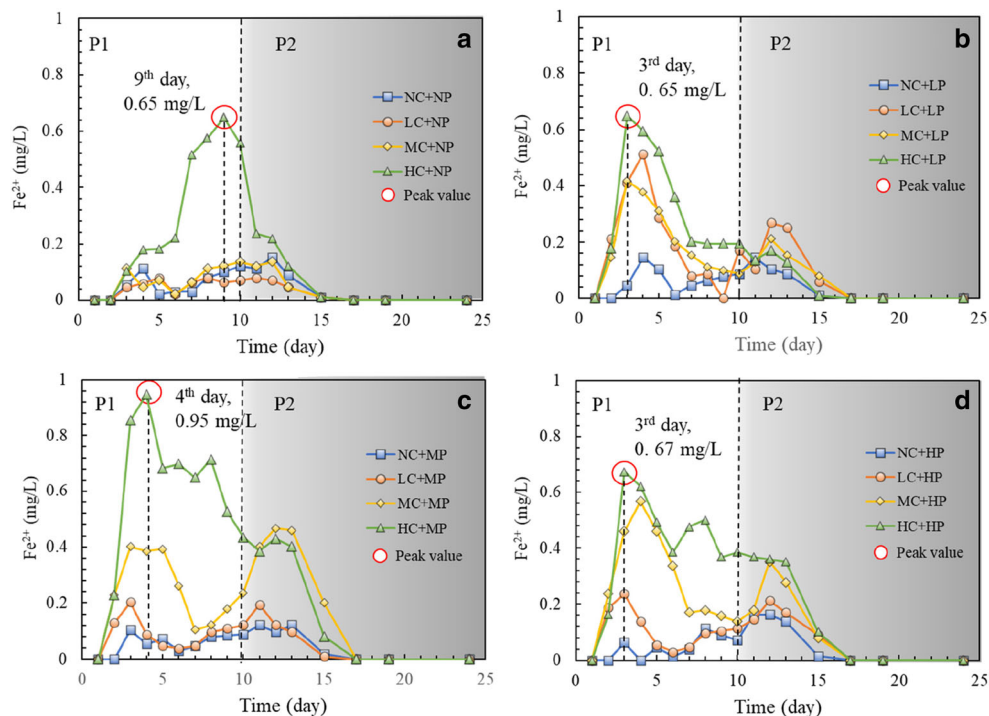 P1
P2
a
9th day,
0.65 mg/L
NC+NP
LC+NP
MC+NP
HC+NP
Peak value
Fe2+ (mg/L)
1
0.8
0.6
0.4
0.2
0
0
5
10
15
20
25
Time (day)
P1
P2
b
3rd day,
0. 65 mg/L
NC+LP
LC+LP
MC+LP
HC+LP
Peak value
Fe2+ (mg/L)
1
0.8
0.6
0.4
0.2
0
0
5
10
15
20
25
Time (day)
P1
P2
c
4th day,
0.95 mg/L
NC+MP
LC+MP
MC+MP
HC+MP
Peak value
Fe2+ (mg/L)
1
0.8
0.6
0.4
0.2
0
0
5
10
15
20
25
Time (day)
P1
P2
d
3rd day,
0. 67 mg/L
NC+HP
LC+HP
MC+HP
HC+HP
Peak value
Fe2+ (mg/L)
1
0.8
0.6
0.4
0.2
0
0
5
10
15
20
25
Time (day)